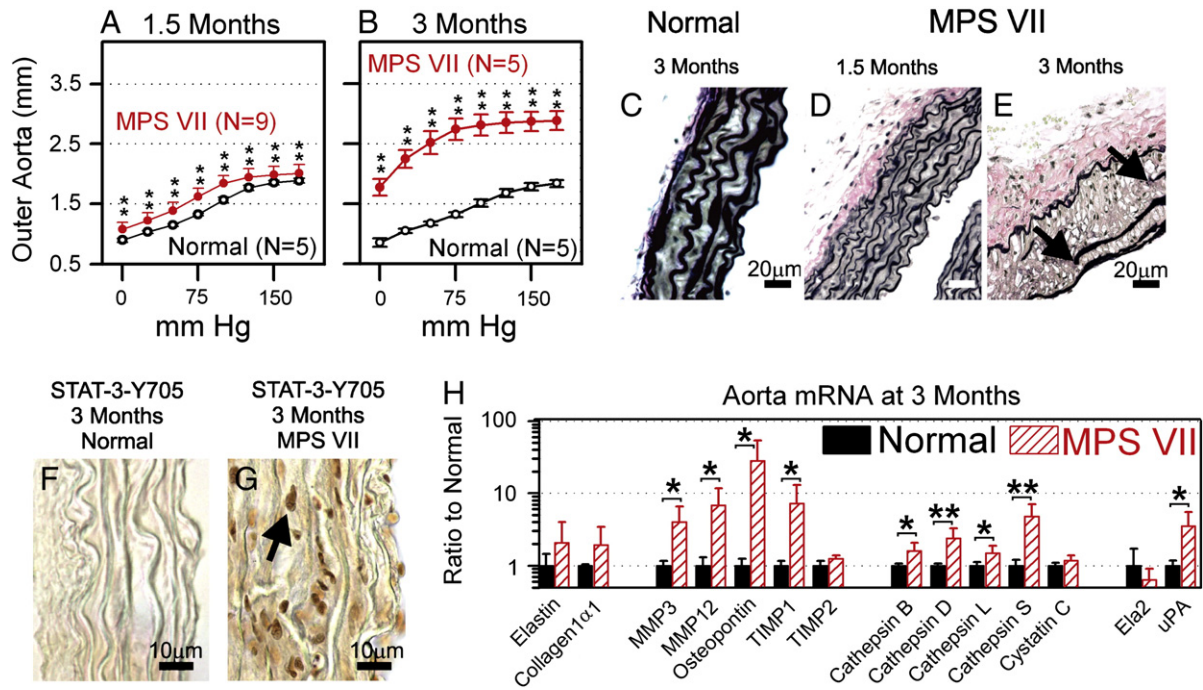 A 1.5 Months
B 3 Months
Outer Aorta (mm)
3.5
2.5
1.5
0.5
MPS VII (N=9)
** ** ** ** ** ** ** **
Normal (N=5)
0 75 150
mm Hg
MPS VII (N=5)
** ** ** ** ** ** ** **
Normal (N=5)
0 75 150
mm Hg
Normal MPS VII
3 Months 1.5 Months 3 Months
C D E
20μm 20μm
STAT-3-Y705
3 Months
Normal
STAT-3-Y705
3 Months
MPS VII
F G
10μm 10μm
H Aorta mRNA at 3 Months
Ratio to Normal
100
10
1
Normal MPS VII
* * * * * ** * ** *
Elastin
Collagen1α1
MMP3
MMP12
Osteopontin
TIMP1
TIMP2
Cathepsin B
Cathepsin D
Cathepsin L
Cathepsin S
Cystatin C
Ela2
uPA